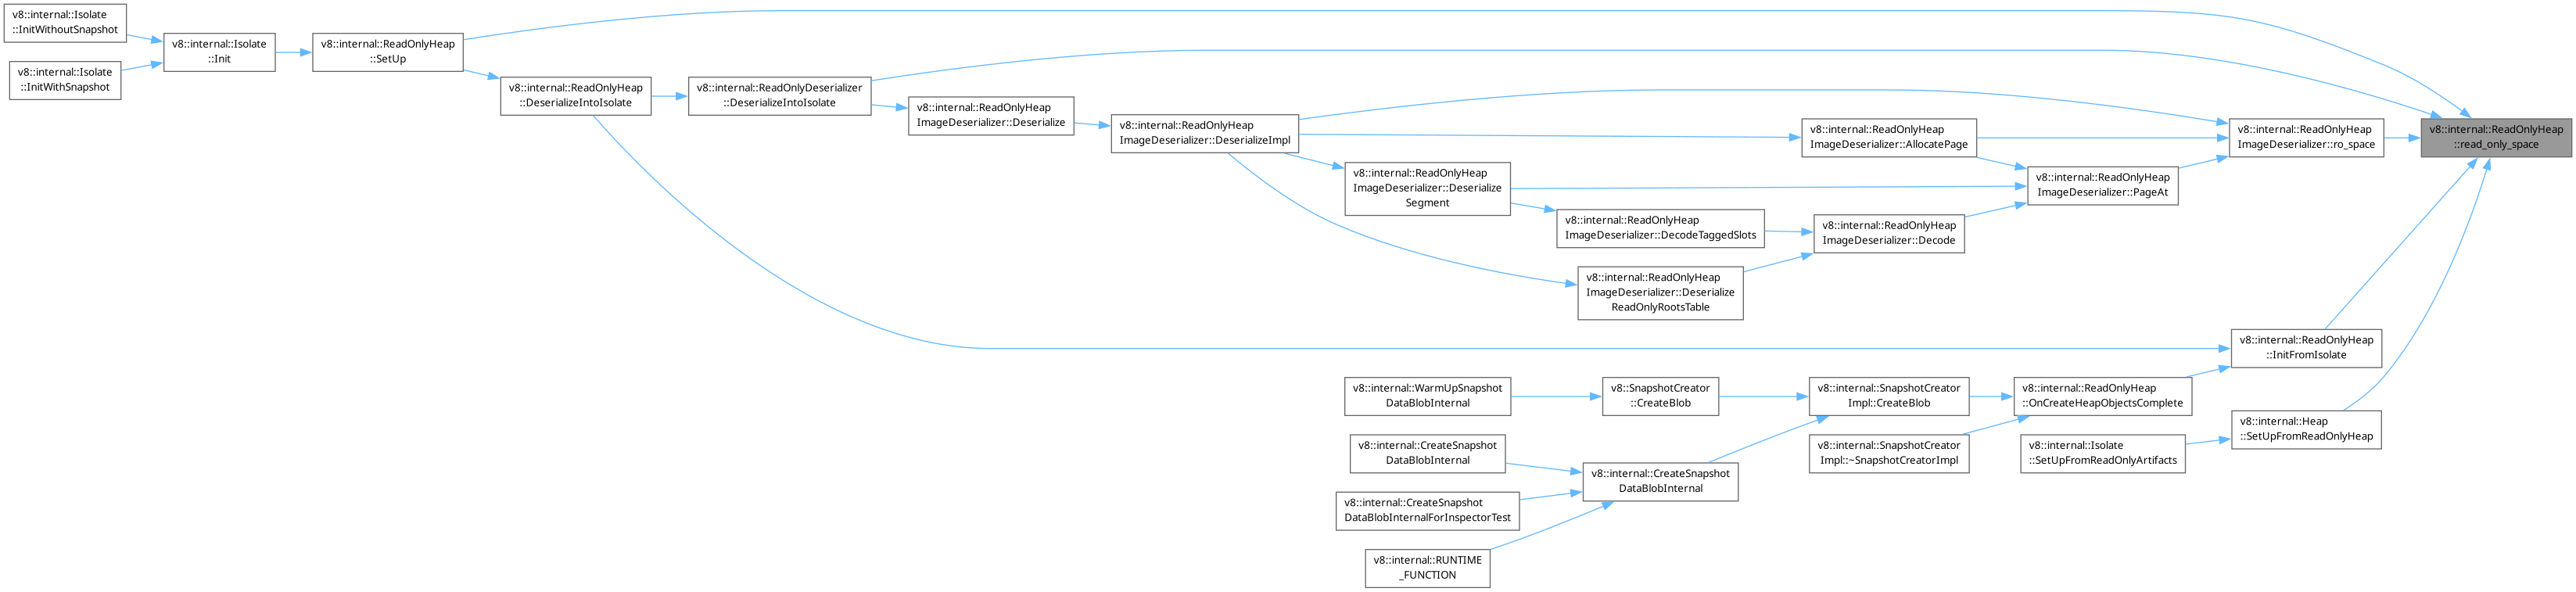 v8::internal::Isolate
::InitWithoutSnapshot
v8::internal::Isolate
::InitWithSnapshot
v8::internal::Isolate
::Init
v8::internal::ReadOnlyHeap
::SetUp
v8::internal::ReadOnlyHeap
::DeserializeIntoIsolate
v8::internal::ReadOnlyDeserializer
::DeserializeIntoIsolate
v8::internal::ReadOnlyHeap
ImageDeserializer::Deserialize
v8::internal::ReadOnlyHeap
ImageDeserializer::DeserializeImpl
v8::internal::ReadOnlyHeap
ImageDeserializer::Deserialize
Segment
v8::internal::ReadOnlyHeap
ImageDeserializer::DecodeTaggedSlots
v8::internal::ReadOnlyHeap
ImageDeserializer::Deserialize
ReadOnlyRootsTable
v8::internal::ReadOnlyHeap
ImageDeserializer::AllocatePage
v8::internal::ReadOnlyHeap
ImageDeserializer::Decode
v8::internal::ReadOnlyHeap
ImageDeserializer::PageAt
v8::internal::ReadOnlyHeap
ImageDeserializer::ro_space
v8::internal::ReadOnlyHeap
::read_only_space
v8::internal::ReadOnlyHeap
::InitFromIsolate
v8::internal::WarmUpSnapshot
DataBlobInternal
v8::SnapshotCreator
::CreateBlob
v8::internal::SnapshotCreator
Impl::CreateBlob
v8::internal::ReadOnlyHeap
::OnCreateHeapObjectsComplete
v8::internal::CreateSnapshot
DataBlobInternal
v8::internal::SnapshotCreator
Impl::~SnapshotCreatorImpl
v8::internal::Isolate
::SetUpFromReadOnlyArtifacts
v8::internal::Heap
::SetUpFromReadOnlyHeap
v8::internal::CreateSnapshot
DataBlobInternal
v8::internal::CreateSnapshot
DataBlobInternalForInspectorTest
v8::internal::RUNTIME
_FUNCTION